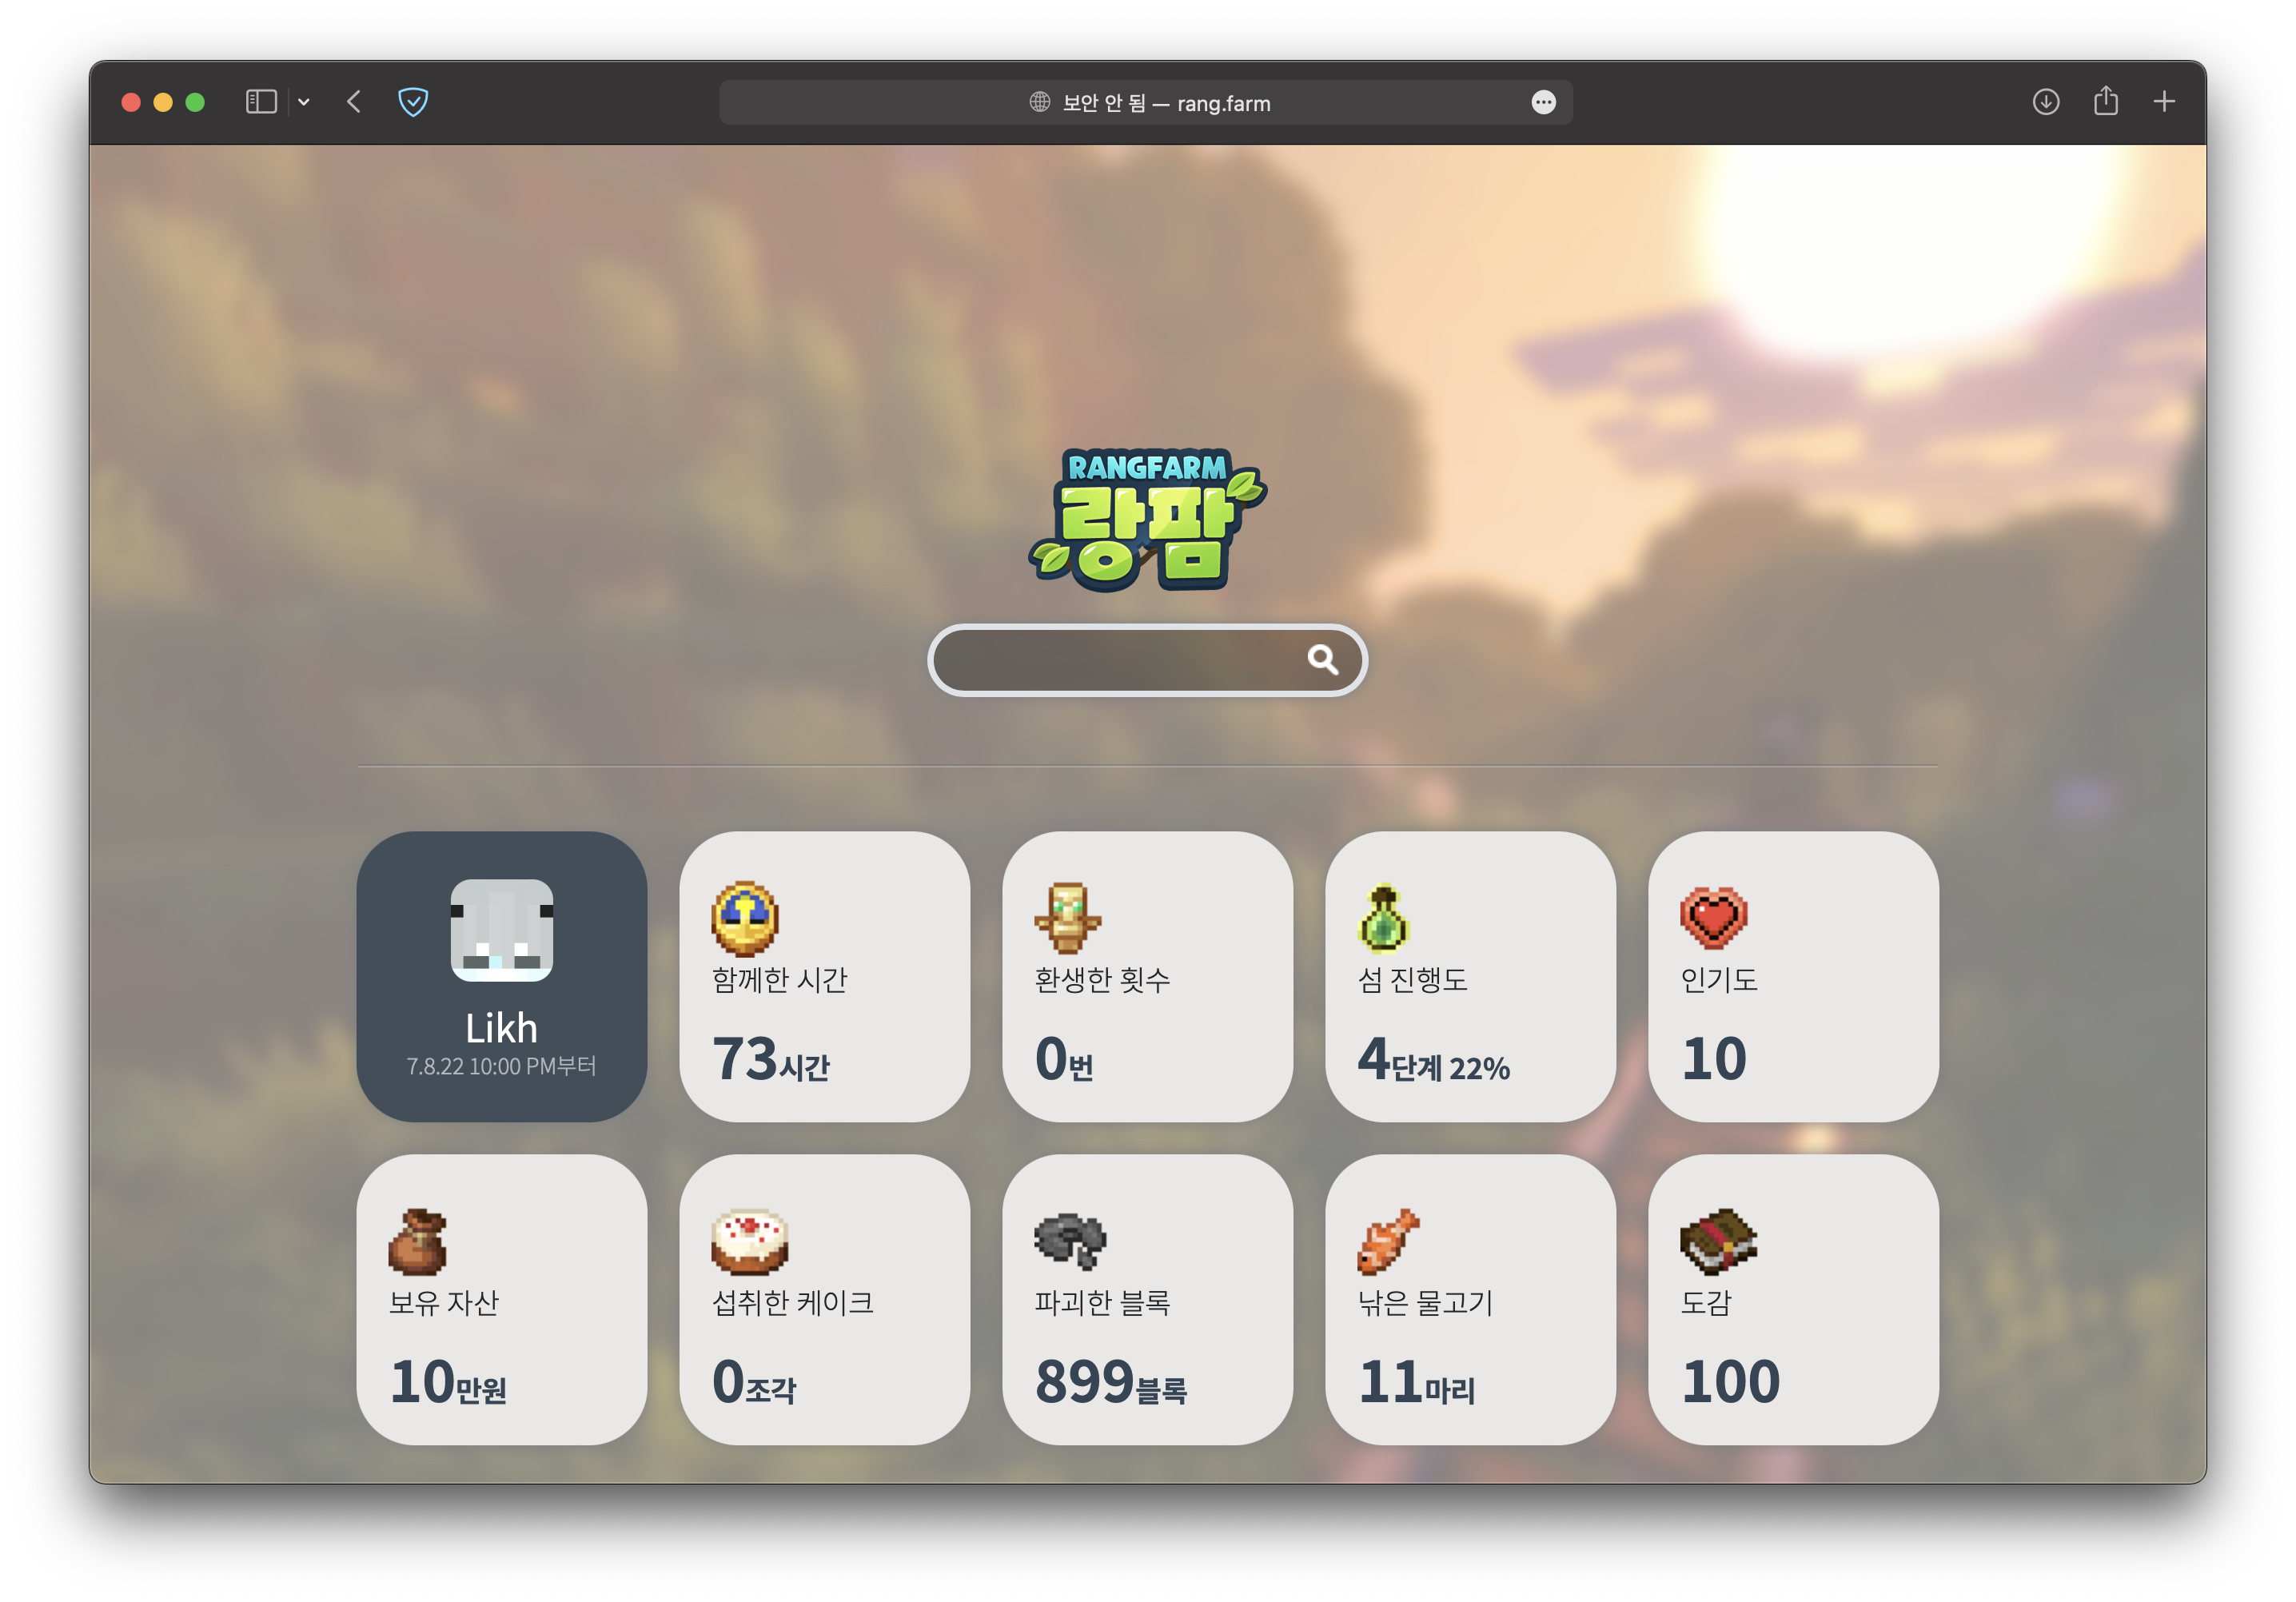 보안 안 됨 — rang.farm
RANGFARM
랑팜
Likh
7.8.22 10:00 PM부터
함께한 시간
73시간
환생한 횟수
0번
섬 진행도
4단계 22%
인기도
10
보유 자산
10만원
섭취한 케이크
0조각
파괴한 블록
899블록
낚은 물고기
11마리
도감
100